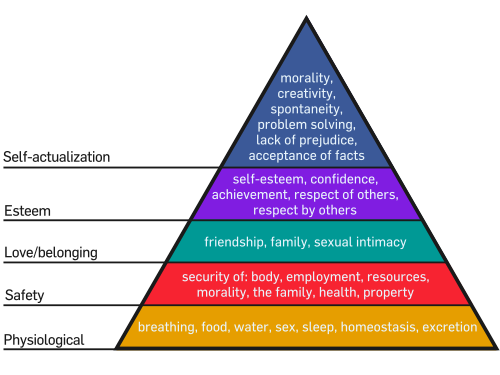 morality,
creativity,
spontaneity,
problem solving,
lack of prejudice,
acceptance of facts
Self-actualization
self-esteem, confidence,
achievement, respect of others,
respect by others
Esteem
friendship, family, sexual intimacy
Love/belonging
security of: body, employment, resources,
morality, the family, health, property
Safety
breathing, food, water, sex, sleep, homeostasis, excretion
Physiological